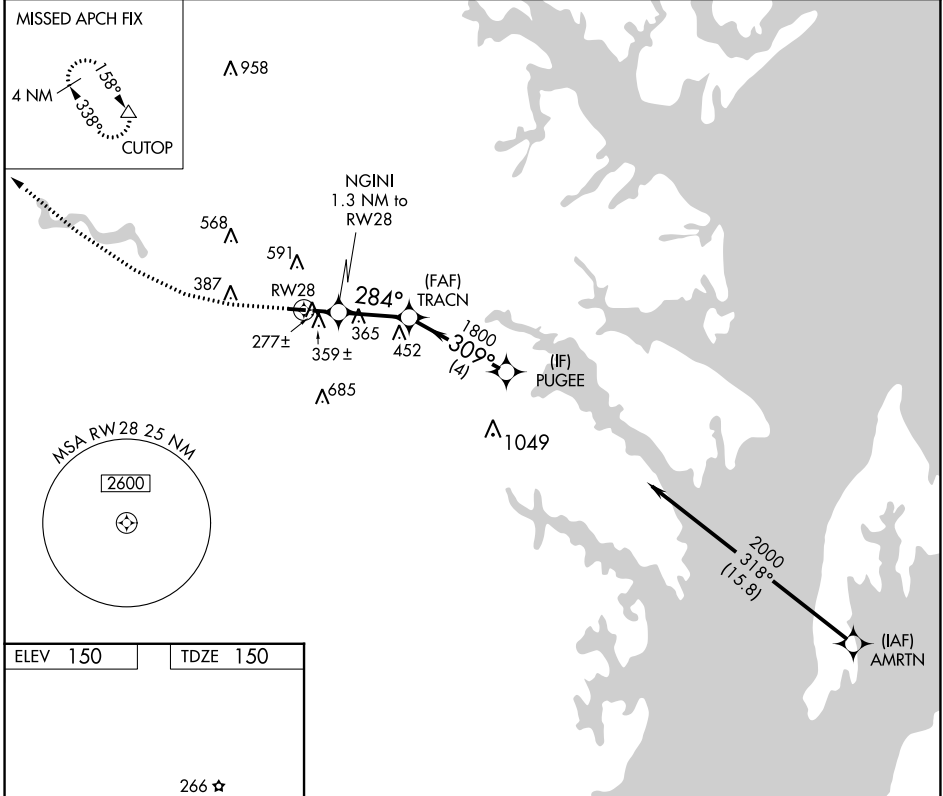 MISSED APCH FIX
4 NM
158°
338°
CUTOP
958
NGINI
1.3 NM to
RW28
568
591
387
RW28
284°
(FAF)
TRACN
277±
359±
365
452
1800
309°
(4)
(IF)
PUGEE
685
1049
MSA RW 28 25 NM
2600
2000
318°
(15.8)
(IAF)
AMRTN
ELEV 150
TDZE 150
266